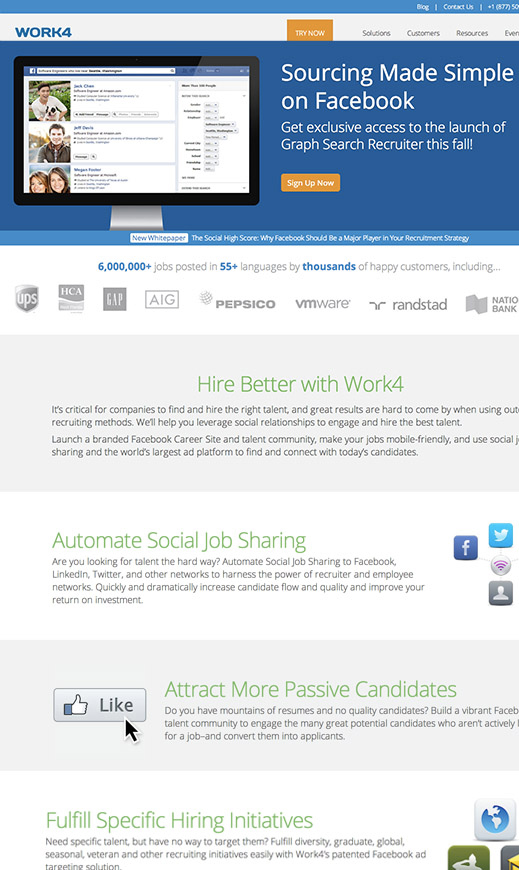 Blog | Contact Us | +1 (877) 50
WORK4
TRY NOW
Solutions
Customers
Resources
Even
Software Engineers who live near Seattle, Washington
Jack Chen
Software Engineer at Amazon.com
Jeff Devis
Software Engineer at Amazon.com
Message
Megan Foster
Software Engineer at Microsoft
More Than 100 People
Sourcing Made Simple
on Facebook
Get exclusive access to the launch of
Graph Search Recruiter this fall!
Sign Up Now
New Whitepaper The Social High Score: Why Facebook Should Be a Major Player in Your Recruitment Strategy
6,000,000+ jobs posted in 55+ languages by thousands of happy customers, including...
ups
HCA
GAP
AIG
PEPSICO
vmware
randstad
NATIO
BANK
Hire Better with Work4
It's critical for companies to find and hire the right talent, and great results are hard to come by when using out
recruiting methods. We'll help you leverage social relationships to engage and hire the best talent.
Launch a branded Facebook Career Site and talent community, make your jobs mobile-friendly, and use social j
sharing and the world's largest ad platform to find and connect with today's candidates.
Automate Social Job Sharing
Are you looking for talent the hard way? Automate Social Job Sharing to Facebook,
LinkedIn, Twitter, and other networks to harness the power of recruiter and employee
networks. Quickly and dramatically increase candidate flow and quality and improve your
return on investment.
Like
Attract More Passive Candidates
Do you have mountains of resumes and no quality candidates? Build a vibrant Faceb
talent community to engage the many great potential candidates who aren't actively l
for a job–and convert them into applicants.
Fulfill Specific Hiring Initiatives
Need specific talent, but have no way to target them? Fulfill diversity, graduate, global,
seasonal, veteran and other recruiting initiatives easily with Work4's patented Facebook ad
targeting solution.